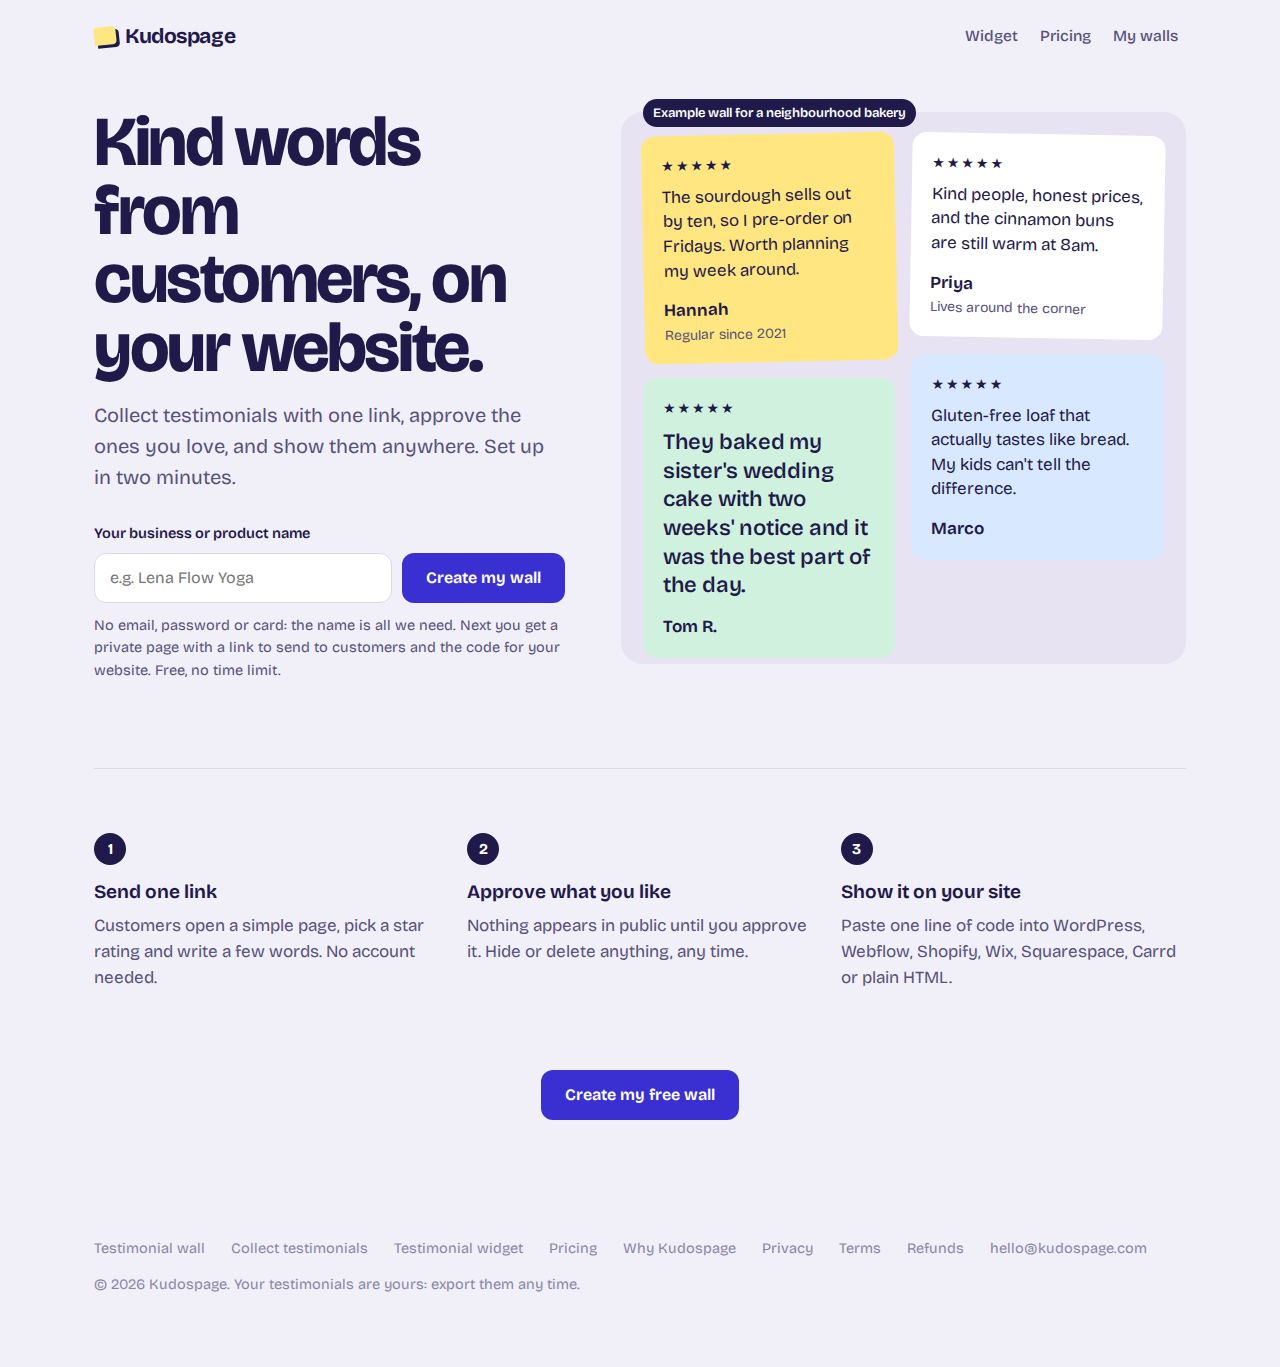 Kudospage
Widget Pricing My walls
Kind words
from
customers, on
your website.
Collect testimonials with one link, approve the
ones you love, and show them anywhere. Set up
in two minutes.
Your business or product name
e.g. Lena Flow Yoga
Create my wall
No email, password or card: the name is all we need. Next you get a
private page with a link to send to customers and the code for your
website. Free, no time limit.
Example wall for a neighbourhood bakery
★★★★★
The sourdough sells out
by ten, so I pre-order on
Fridays. Worth planning
my week around.
Hannah
Regular since 2021
★★★★★
Kind people, honest prices,
and the cinnamon buns
are still warm at 8am.
Priya
Lives around the corner
★★★★★
They baked my
sister's wedding
cake with two
weeks' notice and it
was the best part of
the day.
Tom R.
★★★★★
Gluten-free loaf that
actually tastes like bread.
My kids can't tell the
difference.
Marco
1
Send one link
Customers open a simple page, pick a star
rating and write a few words. No account
needed.
2
Approve what you like
Nothing appears in public until you approve
it. Hide or delete anything, any time.
3
Show it on your site
Paste one line of code into WordPress,
Webflow, Shopify, Wix, Squarespace, Carrd
or plain HTML.
Create my free wall
Testimonial wall Collect testimonials Testimonial widget Pricing Why Kudospage Privacy Terms Refunds hello@kudospage.com
© 2026 Kudospage. Your testimonials are yours: export them any time.